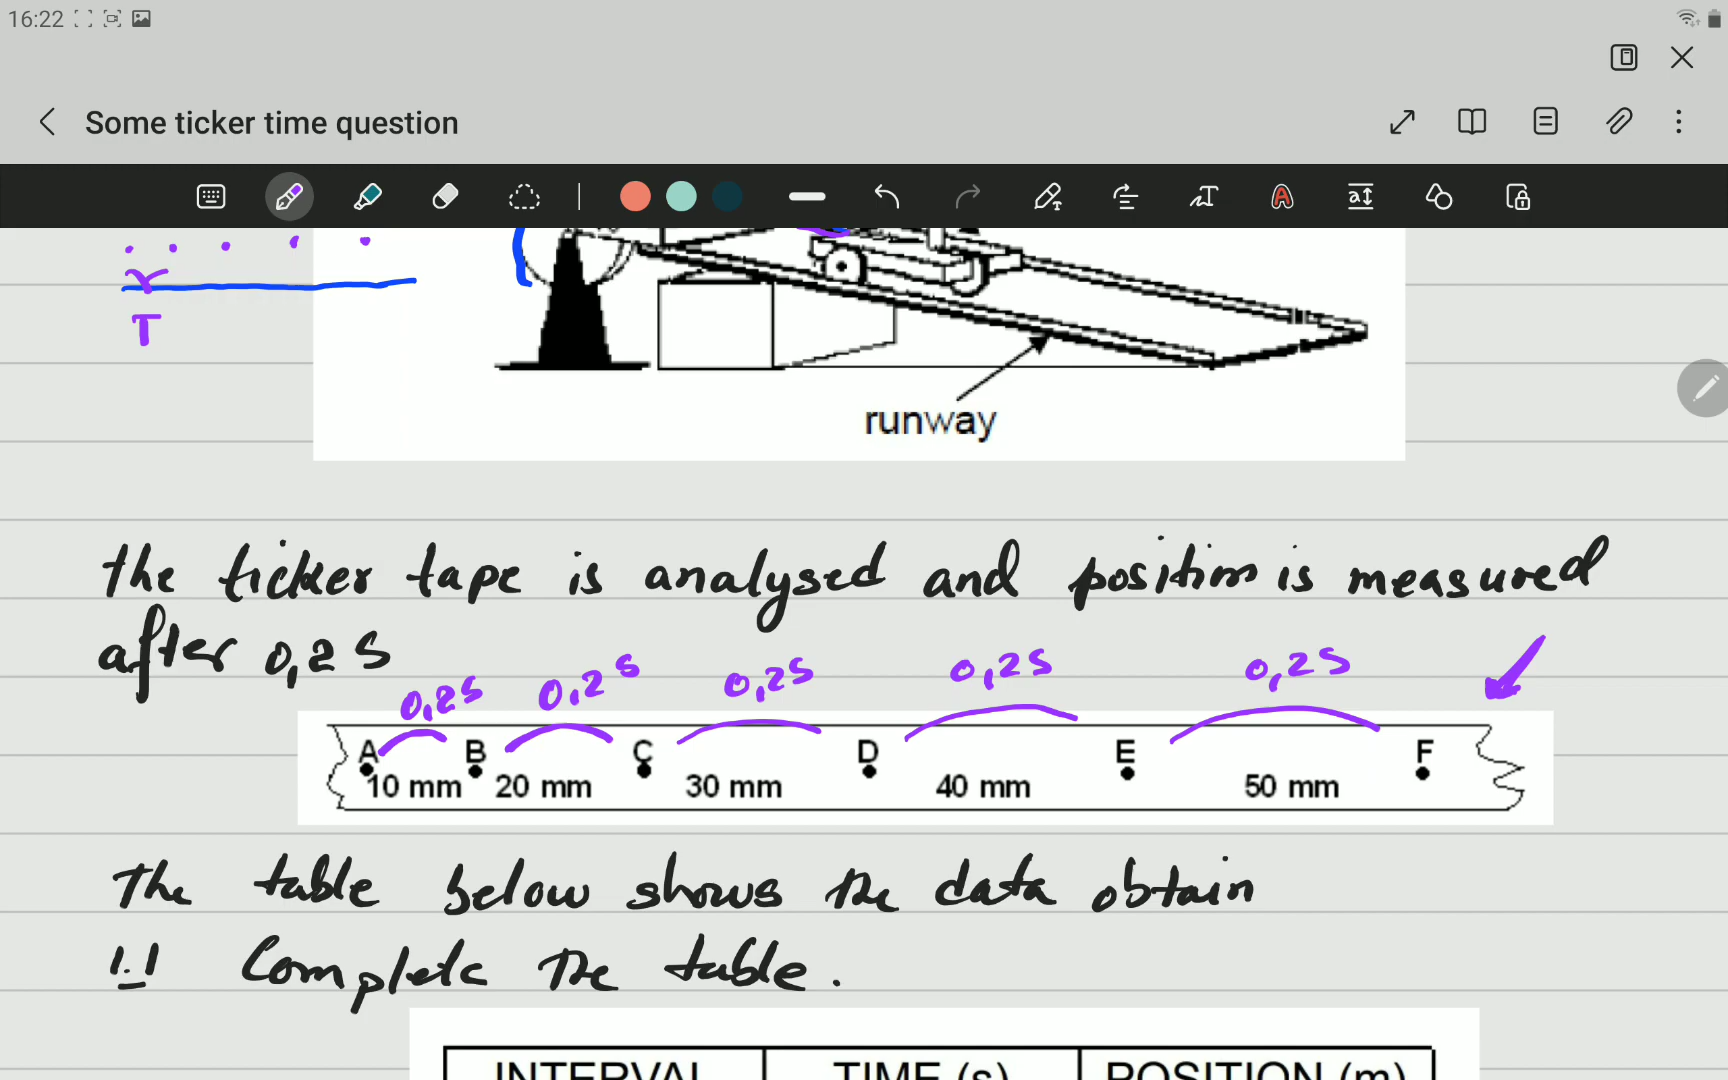 16:22
Some ticker time question
T
runway
the ticker tape is analysed and position is measured
after 0,2 s
0,2s 0,2s 0,2s 0,2s 0,2s
A B C D E F
10 mm 20 mm 30 mm 40 mm 50 mm
The table below shows the data obtain
1.1 Complete the table.
INTERVAL TIME (s) POSITION (m)